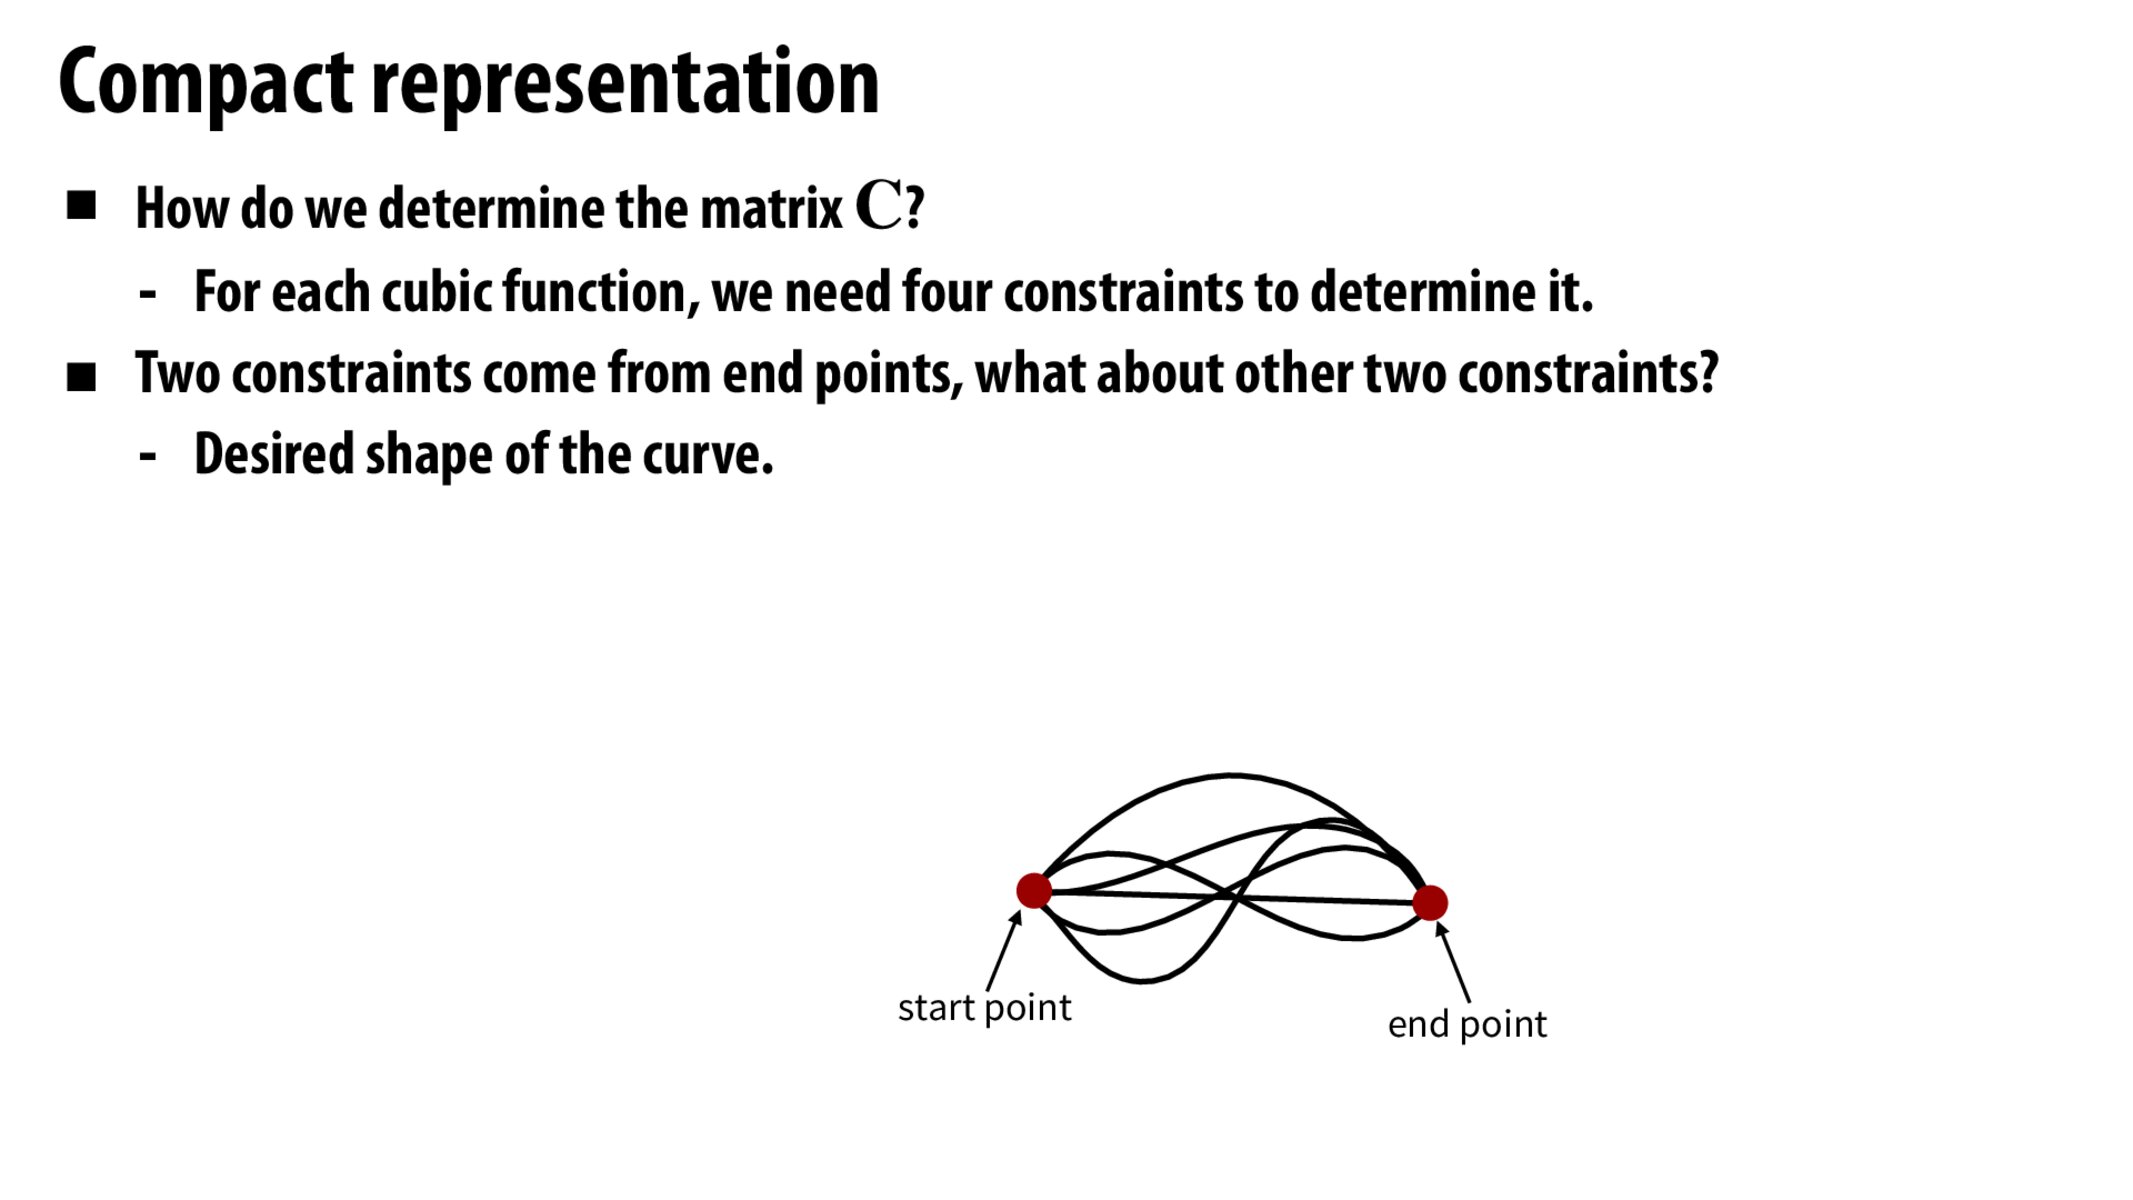 Compact representation
■ How do we determine the matrix C?
- For each cubic function, we need four constraints to determine it.
■ Two constraints come from end points, what about other two constraints?
- Desired shape of the curve.
start point
end point